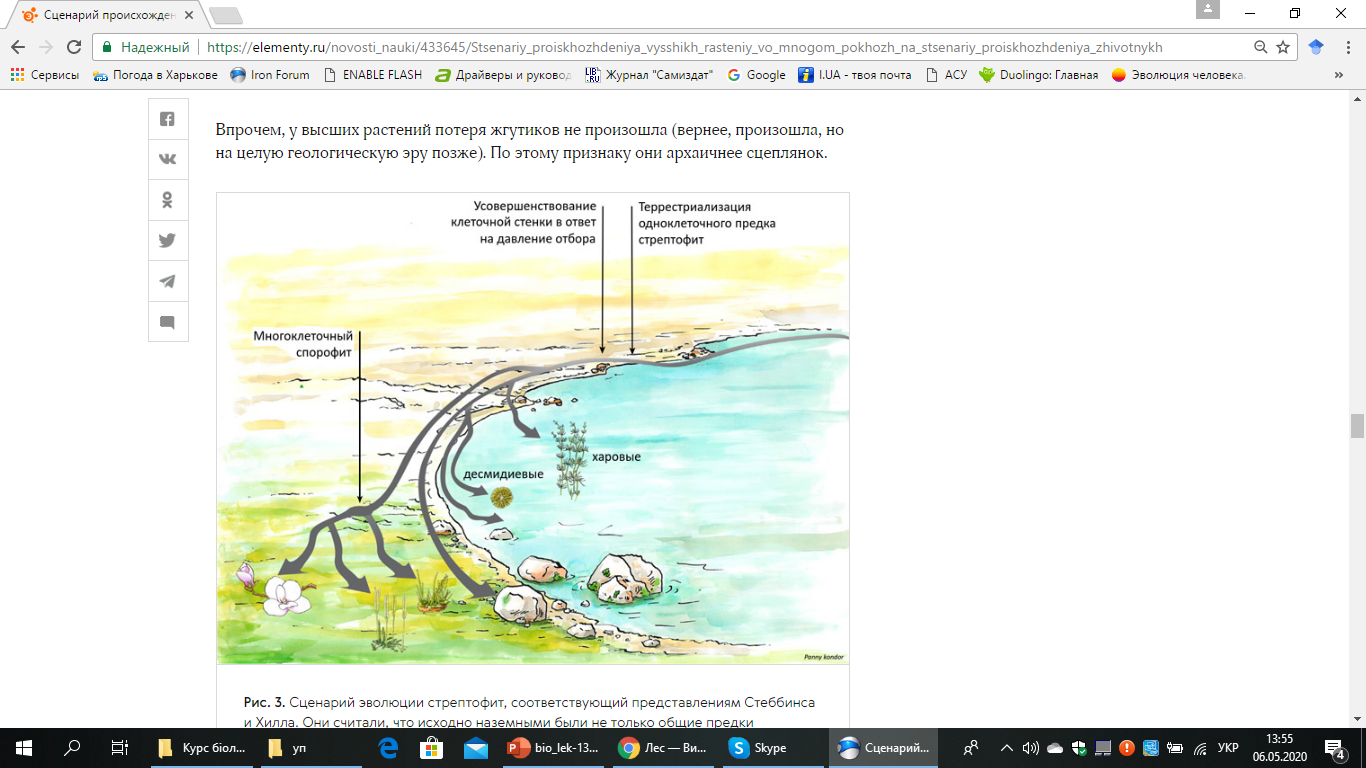 Сценарий происхожден
Надежный
https://elementy.ru/novosti_nauki/433645/Stsenariy_proiskhozhdeniya_vysshikh_rasteniy_vo_mnogom_pokhozh_na_stsenariy_proiskhozhdeniya_zhivotnykh
Сервисы Погода в Харькове Iron Forum ENABLE FLASH Драйверы и руковод Журнал "Самиздат" Google I.UA - твоя почта АСУ Duolingo: Главная Эволюция человека.
Впрочем, у высших растений потеря жгутиков не произошла (вернее, произошла, но
на целую геологическую эру позже). По этому признаку они архаичнее сцеплянок.
Усовершенствование
клеточной стенки в ответ
на давление отбора
Террестриализация
одноклеточного предка
стрептофит
Многоклеточный
спорофит
харовые
десмидиевые
Panny kondor
Рис. 3. Сценарий эволюции стрептофит, соответствующий представлениям Стеббинса
и Хилла. Они считали, что исходно наземными были не только общие предки
Курс біол... уп bio_lek-13... Лес — Ви... Skype Сценарий...
УКР
13:55
06.05.2020
4